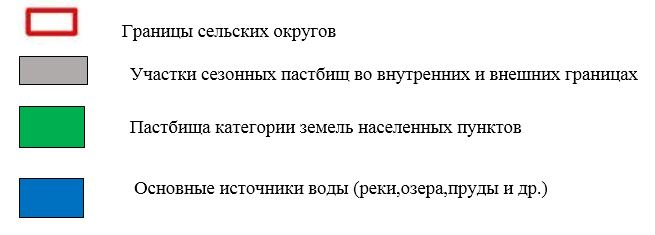 Границы сельских округов
Участки сезонных пастбищ во внутренних и внешних границах
Пастбища категории земель населенных пунктов
Основные источники воды (реки,озера,пруды и др.)